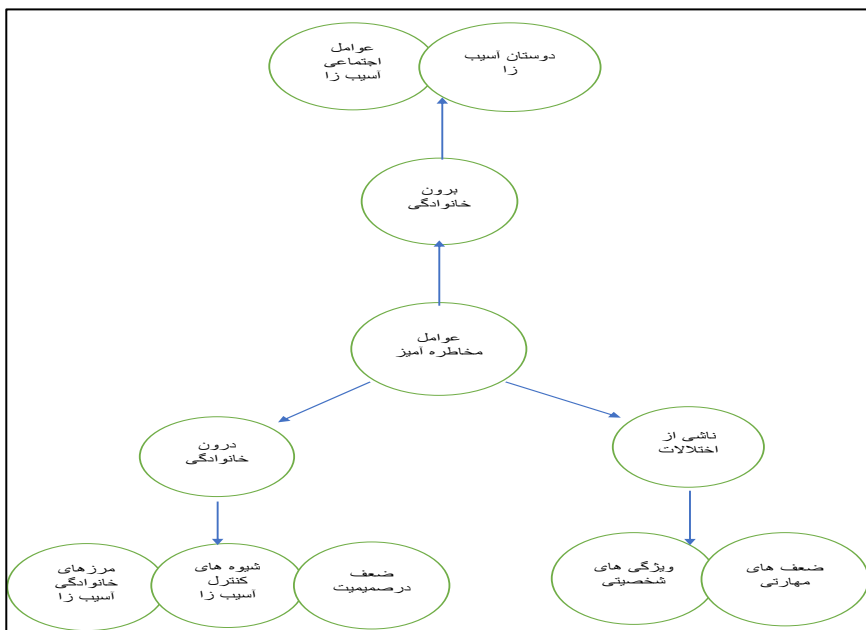 عوامل
اجتماعی
آسیب زا
دوستان آسیب
زا
برون
خانوادگی
عوامل
مخاطره آمیز
درون
خانوادگی
ناشی از
اختلالات
مرزهای
خانوادگی
آسیب زا
شیوه های
کنترل
آسیب زا
ضعف
درصمیمیت
ویژگی های
شخصیتی
ضعف های
مهارتی